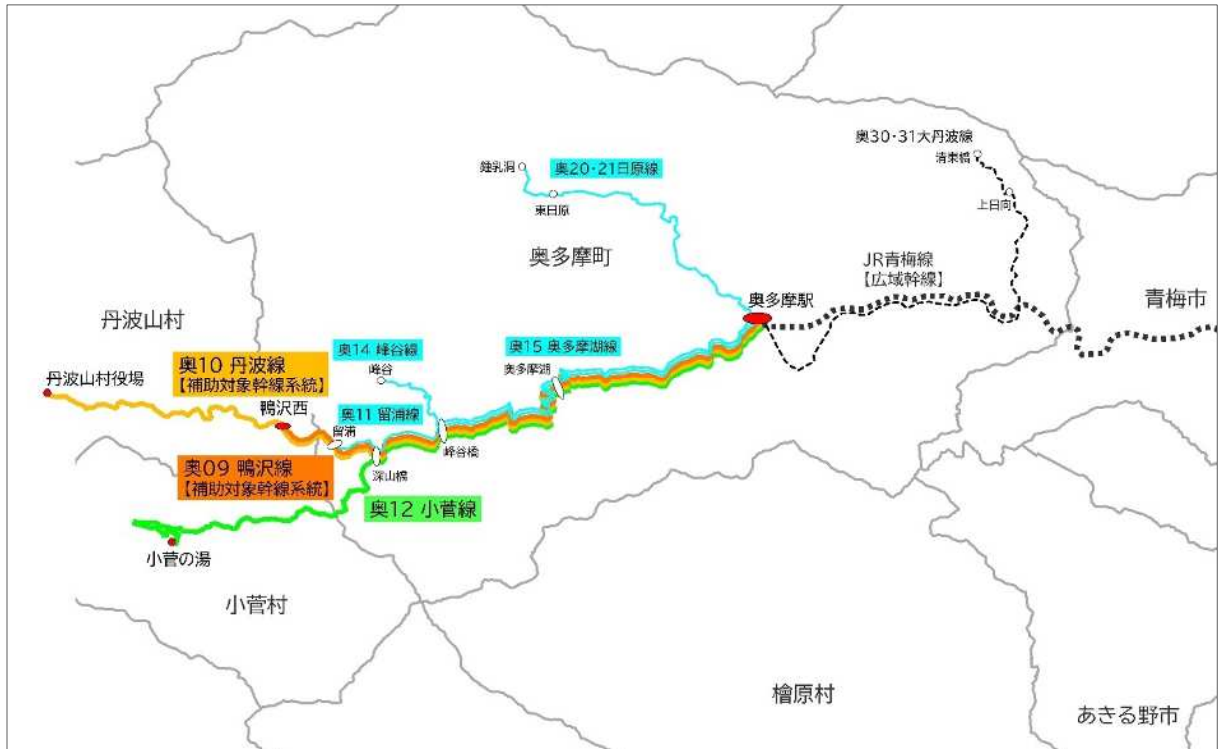 奥30・31大丹波線
清東橋
鍾乳洞
奥20・21日原線
上日向
東日原
奥多摩町
JR青梅線
【広域幹線】
奥多摩駅
青梅市
丹波山村
奥14 峰谷線
峰谷
奥15 奥多摩湖線
奥多摩湖
奥10 丹波線
【補助対象幹線系統】
丹波山村役場
鴨沢西
奥11 留浦線
留浦
峰谷橋
奥09 鴨沢線
【補助対象幹線系統】
深山橋
奥12 小菅線
小菅の湯
小菅村
檜原村
あきる野市